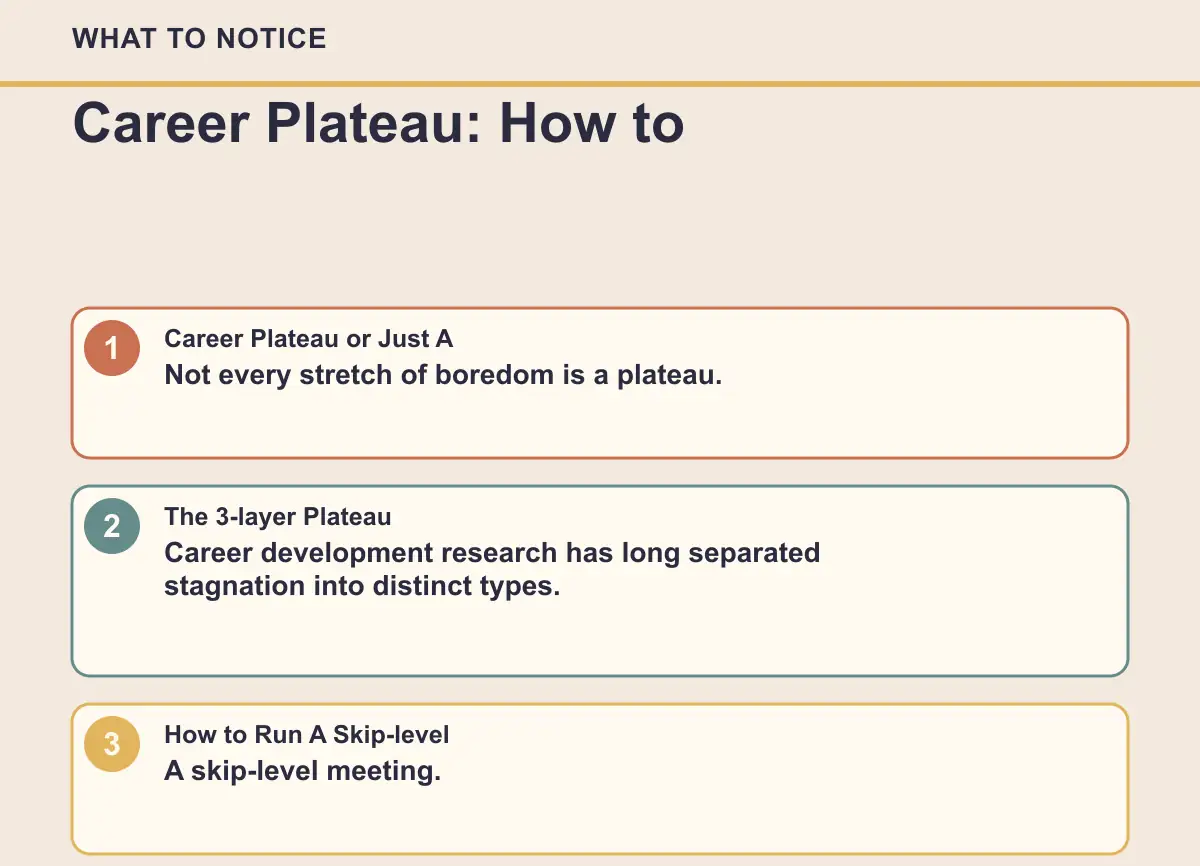 WHAT TO NOTICE
Career Plateau: How to
1
Career Plateau or Just A
Not every stretch of boredom is a plateau.
2
The 3-layer Plateau
Career development research has long separated
stagnation into distinct types.
3
How to Run A Skip-level
A skip-level meeting.